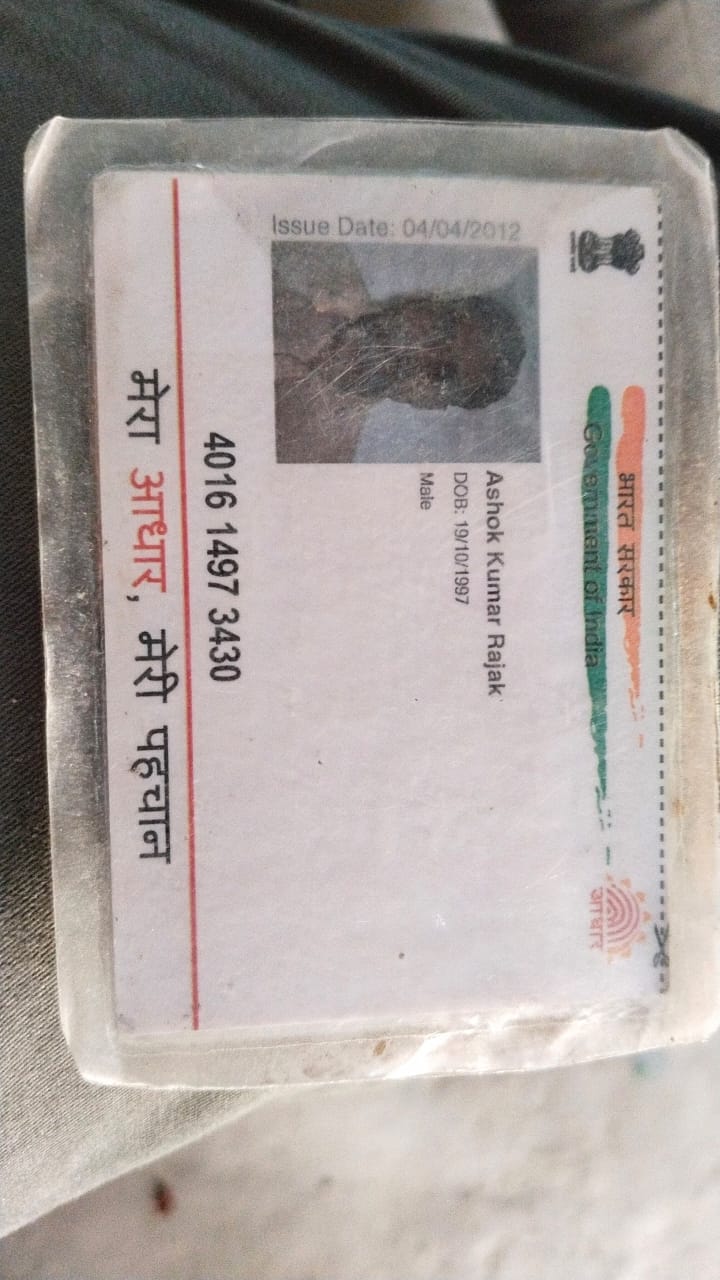 भारत सरकार
Government of India
आधार
Issue Date: 04/04/2012
Ashok Kumar Rajak
DOB: 19/10/1997
Male
4016 1497 3430
मेरा आधार, मेरी पहचान